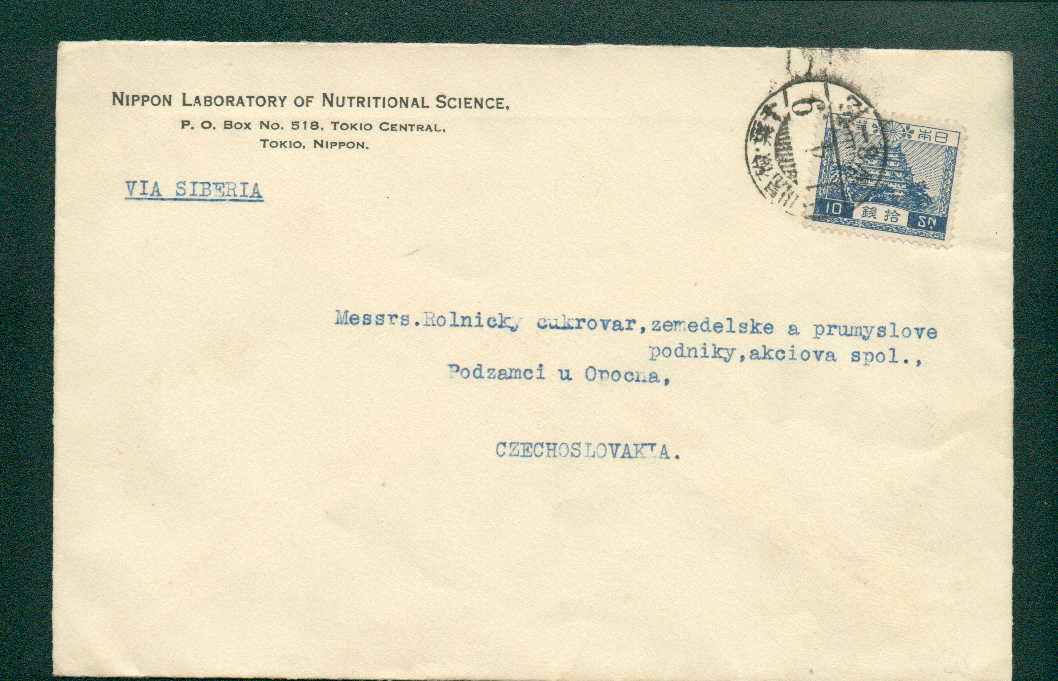 NIPPON LABORATORY OF NUTRITIONAL SCIENCE,
P. O. BOX NO. 518, TOKIO CENTRAL,
TOKIO, NIPPON.
VIA SIBERIA
日本
10 銭拾 SN
Messrs.Rolnicky cukrovar,zemedelske a prumyslove
podniky,akciova spol.,
Podzamci u Opocna,
CZECHOSLOVAKIA.